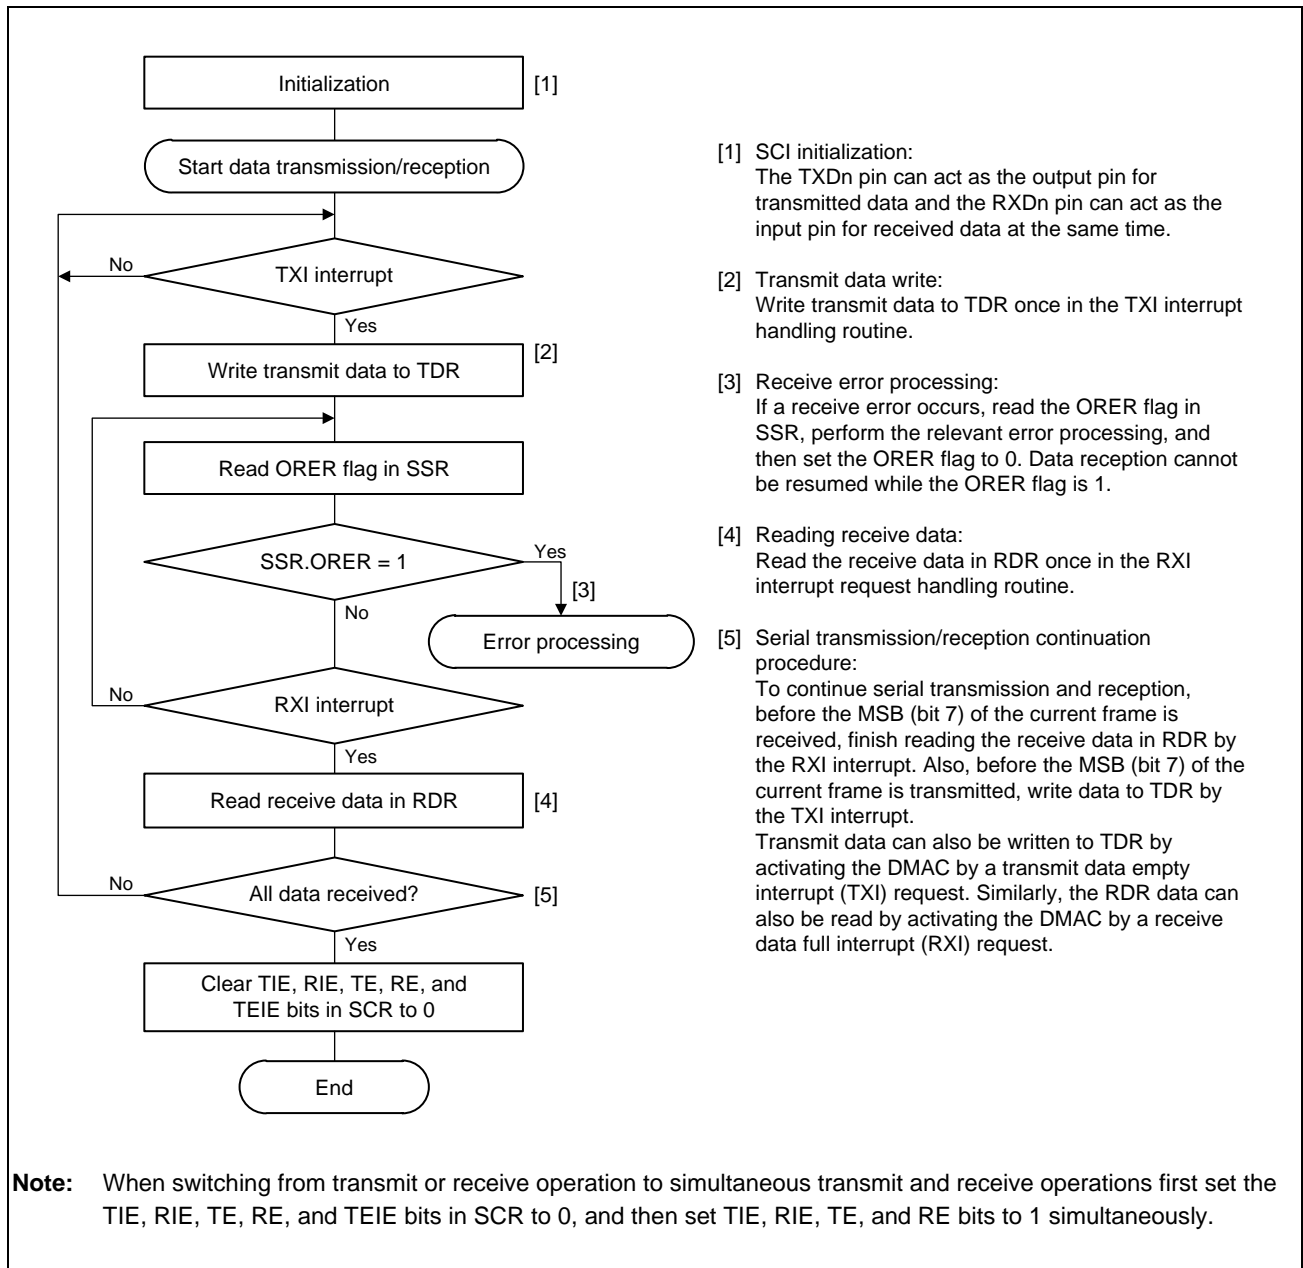 Initialization
[1]
Start data transmission/reception
No
TXI interrupt
Yes
Write transmit data to TDR
[2]
Read ORER flag in SSR
SSR.ORER = 1
Yes
[3]
No
Error processing
No
RXI interrupt
Yes
Read receive data in RDR
[4]
No
All data received?
[5]
Yes
Clear TIE, RIE, TE, RE, and
TEIE bits in SCR to 0
End
[1] SCI initialization:
The TXDn pin can act as the output pin for
transmitted data and the RXDn pin can act as the
input pin for received data at the same time.
[2] Transmit data write:
Write transmit data to TDR once in the TXI interrupt
handling routine.
[3] Receive error processing:
If a receive error occurs, read the ORER flag in
SSR, perform the relevant error processing, and
then set the ORER flag to 0. Data reception cannot
be resumed while the ORER flag is 1.
[4] Reading receive data:
Read the receive data in RDR once in the RXI
interrupt request handling routine.
[5] Serial transmission/reception continuation
procedure:
To continue serial transmission and reception,
before the MSB (bit 7) of the current frame is
received, finish reading the receive data in RDR by
the RXI interrupt. Also, before the MSB (bit 7) of the
current frame is transmitted, write data to TDR by
the TXI interrupt.
Transmit data can also be written to TDR by
activating the DMAC by a transmit data empty
interrupt (TXI) request. Similarly, the RDR data can
also be read by activating the DMAC by a receive
data full interrupt (RXI) request.
Note: When switching from transmit or receive operation to simultaneous transmit and receive operations first set the
TIE, RIE, TE, RE, and TEIE bits in SCR to 0, and then set TIE, RIE, TE, and RE bits to 1 simultaneously.